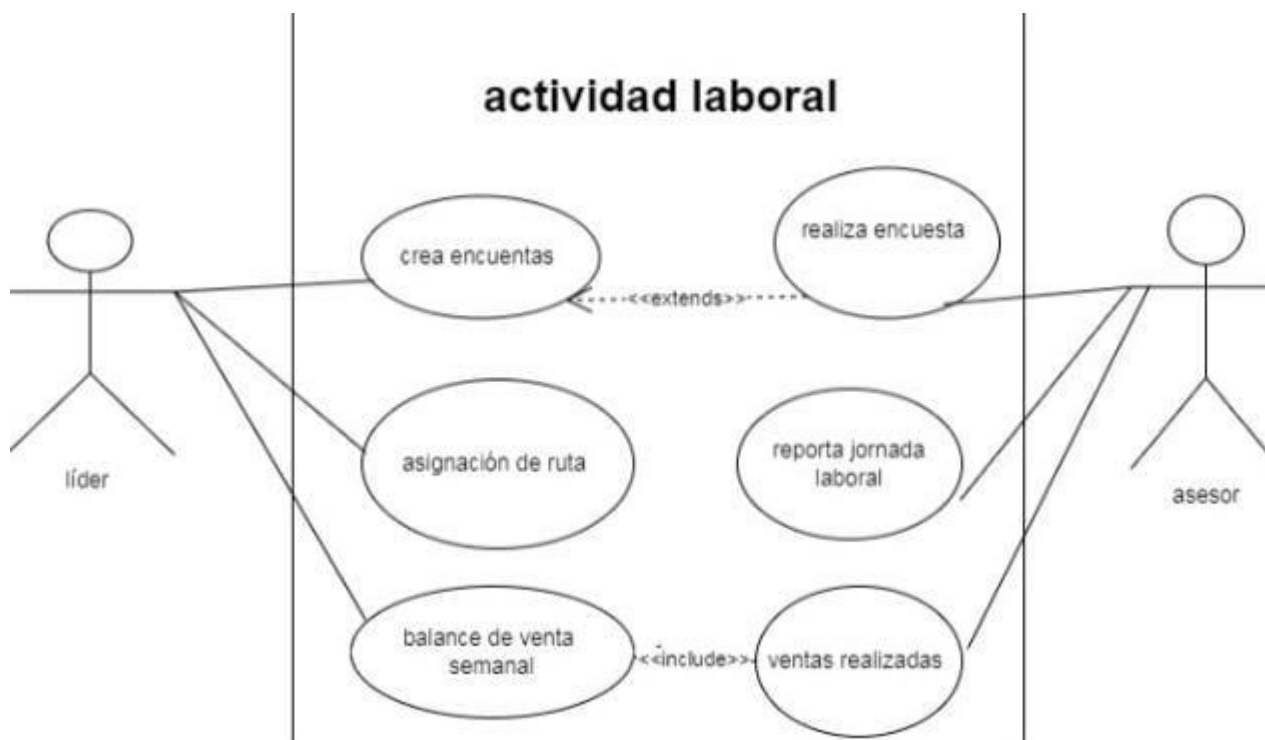 actividad laboral
crea encuentas
realiza encuesta
<<extends>>
líder
asignación de ruta
reporta jornada
laboral
asesor
balance de venta
semanal
<<include>>
ventas realizadas